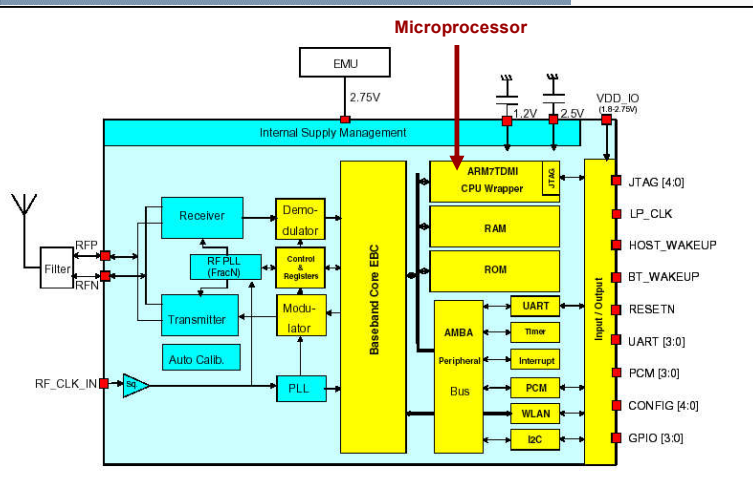 Microprocessor
EMU
2.75V
1.2V
2.5V
VDD_IO
(1.8-2.75V)
Internal Supply Management
ARM7TDMI
CPU Wrapper
JTAG
RAM
ROM
Receiver
Demo-
dulator
RFPLL
(FracN)
Control
&
Registers
Transmitter
Modu-
lator
Auto Calib.
PLL
Sq.
Filter
RFP
RFN
RF_CLK_IN
Baseband Core EBC
AMBA
Peripheral
Bus
UART
Timer
Interrupt
PCM
WLAN
I2C
Input / Output
JTAG [4:0]
LP_CLK
HOST_WAKEUP
BT_WAKEUP
RESETN
UART [3:0]
PCM [3:0]
CONFIG [4:0]
GPIO [3:0]